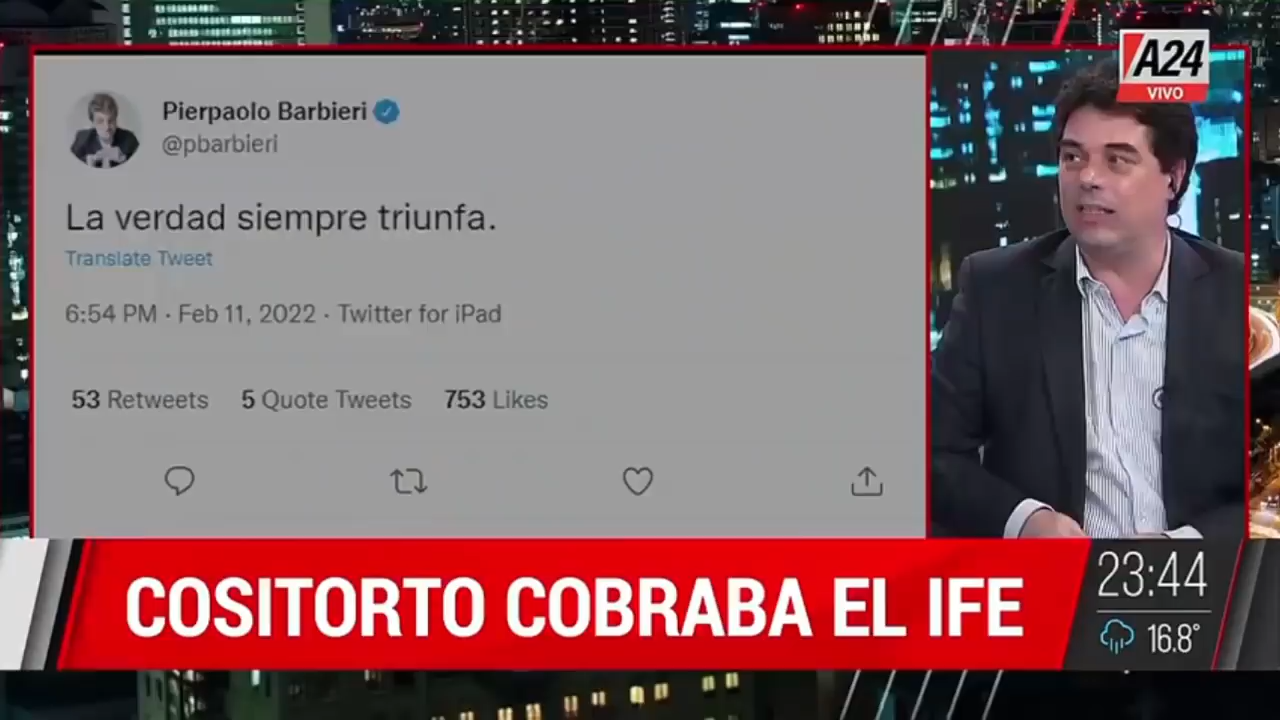 A24
VIVO
Pierpaolo Barbieri
@pbarbieri
La verdad siempre triunfa.
Translate Tweet
6:54 PM · Feb 11, 2022 · Twitter for iPad
53 Retweets 5 Quote Tweets 753 Likes
COSITORTO COBRABA EL IFE
23:44
16.8°